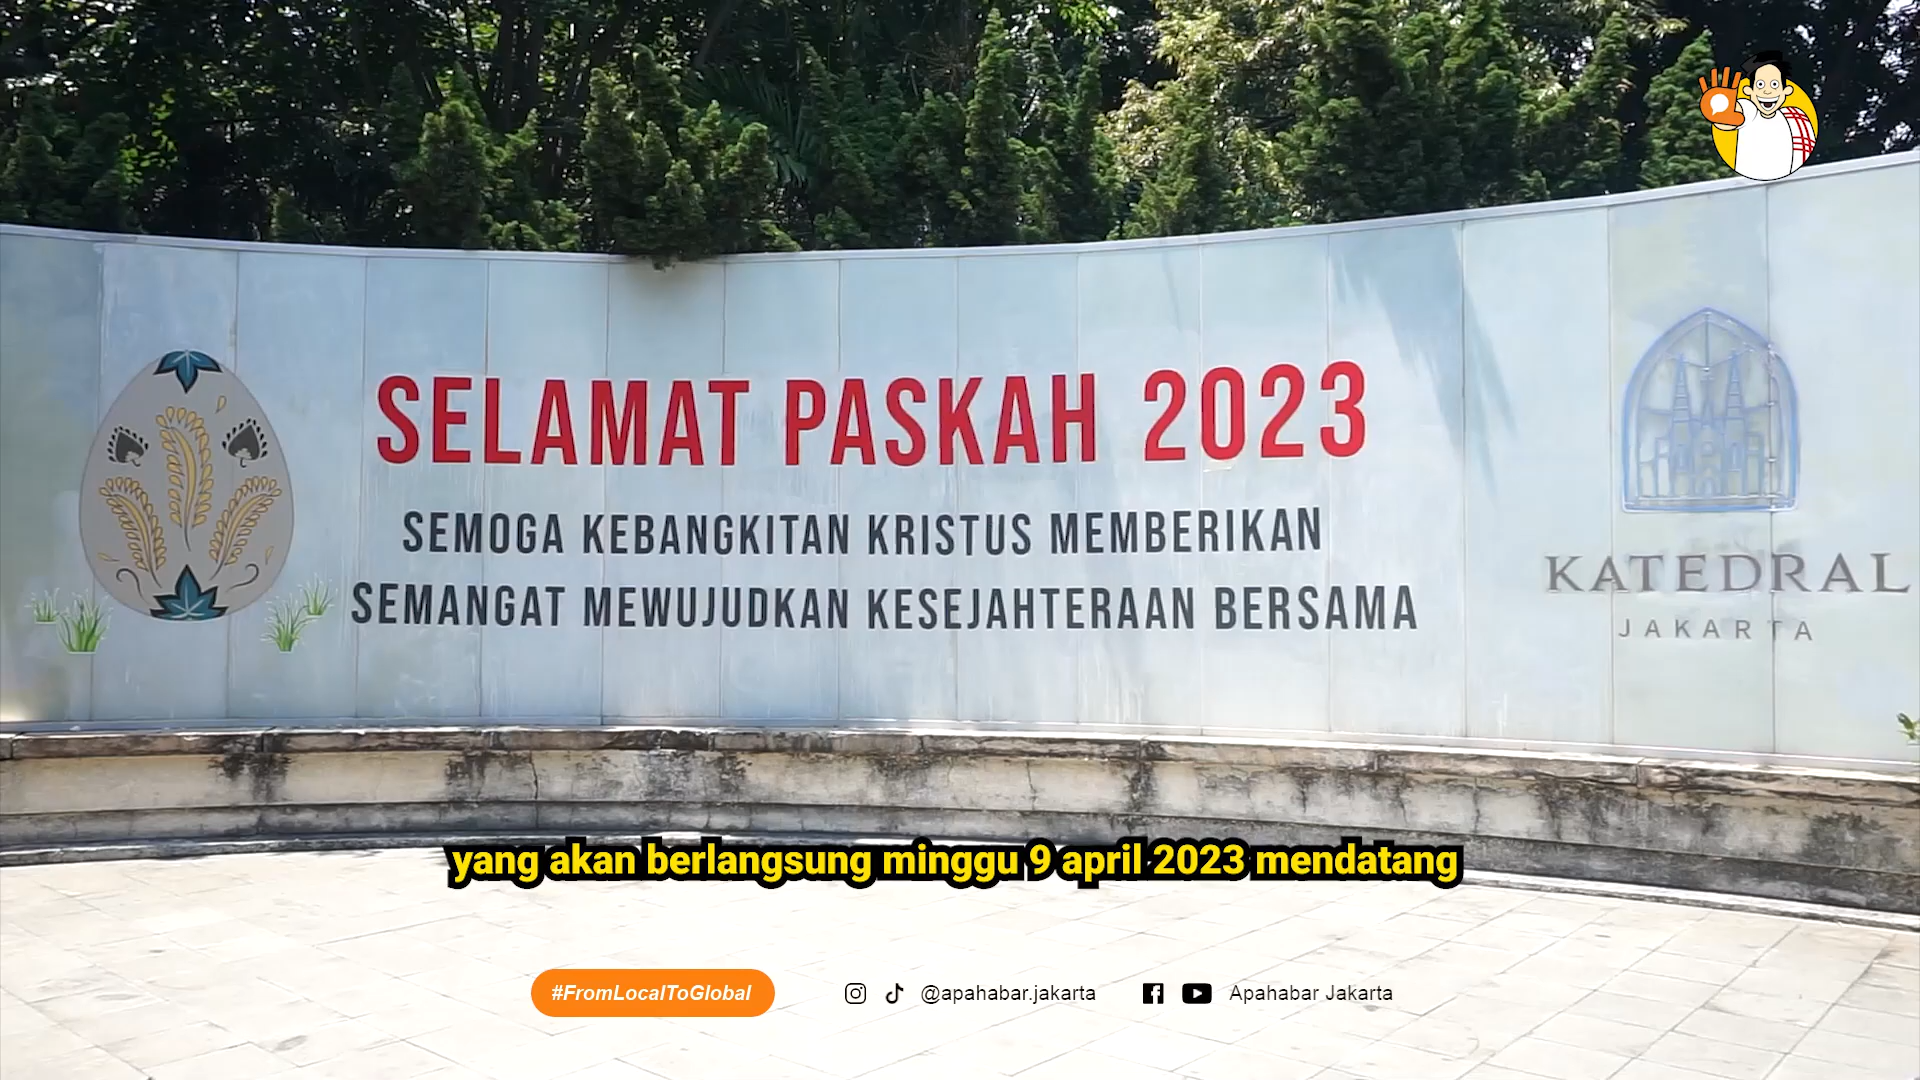 SELAMAT PASKAH 2023
SEMOGA KEBANGKITAN KRISTUS MEMBERIKAN
SEMANGAT MEWUJUDKAN KESEJAHTERAAN BERSAMA
KATEDRAL
JAKARTA
yang akan berlangsung minggu 9 april 2023 mendatang
#FromLocalToGlobal
@apahabar.jakarta
Apahabar Jakarta